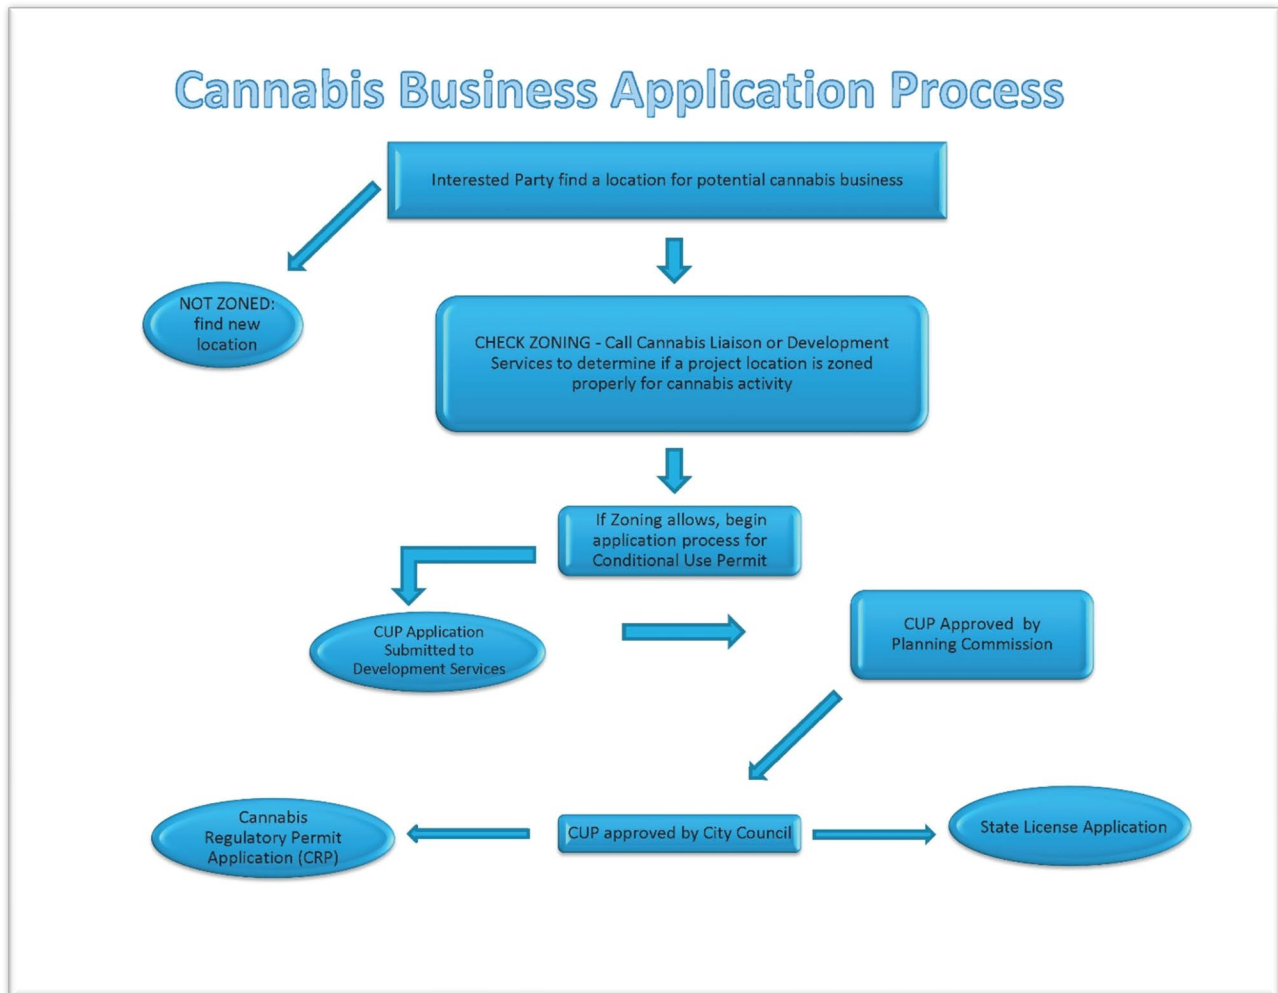 Cannabis Business Application Process
Interested Party find a location for potential cannabis business
NOT ZONED:
find new
location
CHECK ZONING - Call Cannabis Liaison or Development
Services to determine if a project location is zoned
properly for cannabis activity
If Zoning allows, begin
application process for
Conditional Use Permit
CUP Application
Submitted to
Development Services
CUP Approved by
Planning Commission
Cannabis
Regulatory Permit
Application (CRP)
CUP approved by City Council
State License Application